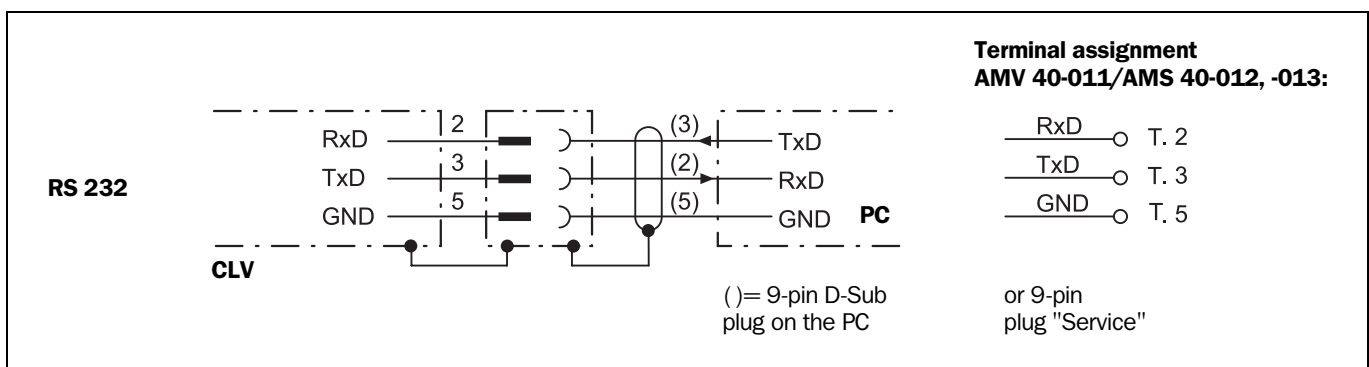 Terminal assignment
AMV 40-011/AMS 40-012, -013:
RS 232
RxD 2 (3) TxD
TxD 3 (2) RxD
GND 5 (5) GND
PC
CLV
RxD T. 2
TxD T. 3
GND T. 5
( )= 9-pin D-Sub
plug on the PC
or 9-pin
plug "Service"